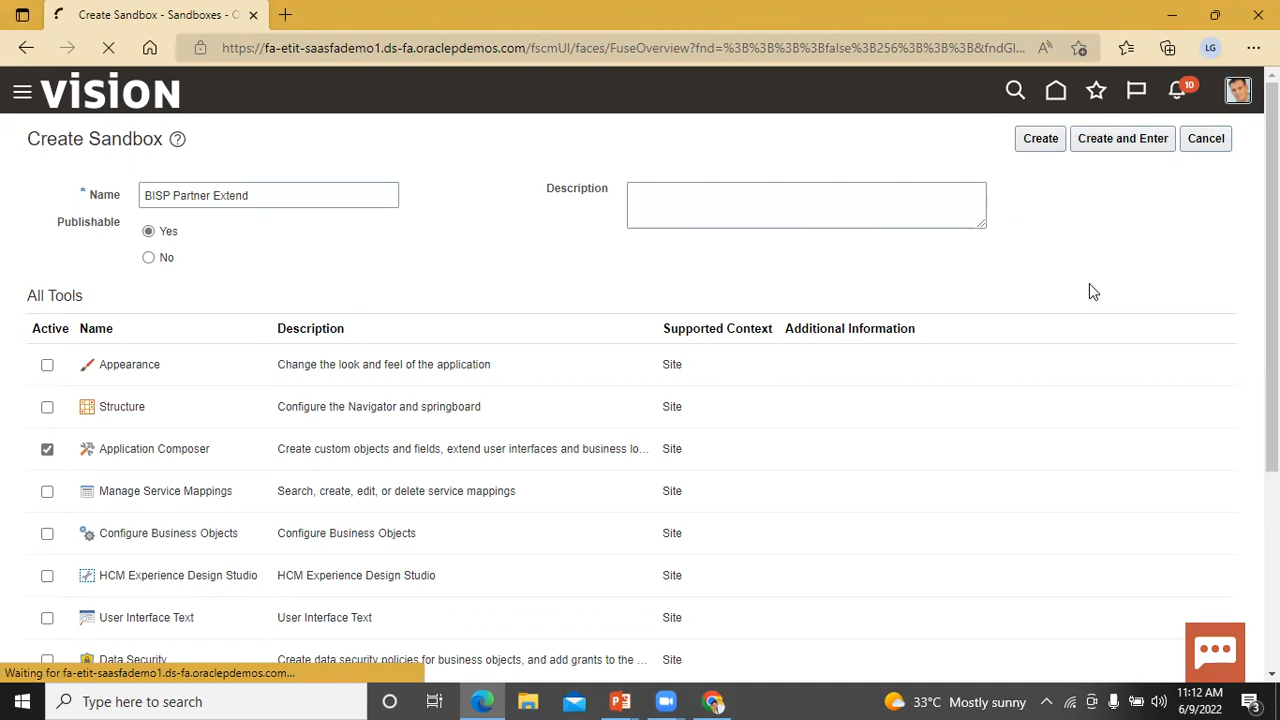 Create Sandbox - Sandboxes - O
https://fa-etit-saasfademo1.ds-fa.oraclepdemos.com/fscmUI/faces/FuseOverview?fnd=%3B%3B%3B%3Bfalse%3B256%3B%3B%3B&fndGl...
LG
VISION
10
Create Sandbox ?
Create
Create and Enter
Cancel
* Name
BISP Partner Extend
Description
Publishable
Yes
No
All Tools
Active Name Description Supported Context Additional Information
Appearance Change the look and feel of the application Site
Structure Configure the Navigator and springboard Site
Application Composer Create custom objects and fields, extend user interfaces and business lo... Site
Manage Service Mappings Search, create, edit, or delete service mappings Site
Configure Business Objects Configure Business Objects Site
HCM Experience Design Studio HCM Experience Design Studio Site
User Interface Text User Interface Text Site
Data Security Create data security policies for business objects, and add grants to the ... Site
Waiting for fa-etit-saasfademo1.ds-fa.oraclepdemos.com...
Type here to search
33°C Mostly sunny
11:12 AM
6/9/2022
3